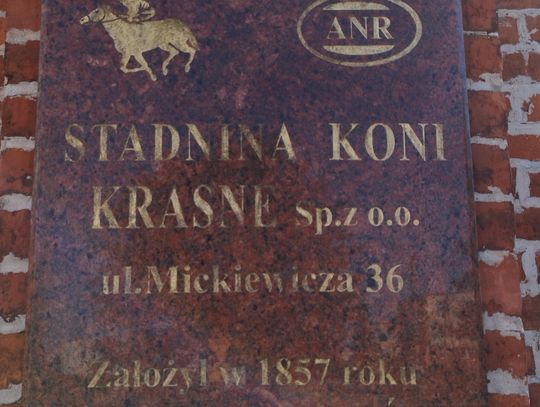 ANR
STADNINA KONI
KRASNE Sp.z o.o.
ul.Mickiewicza 36
Założył w 1857 roku